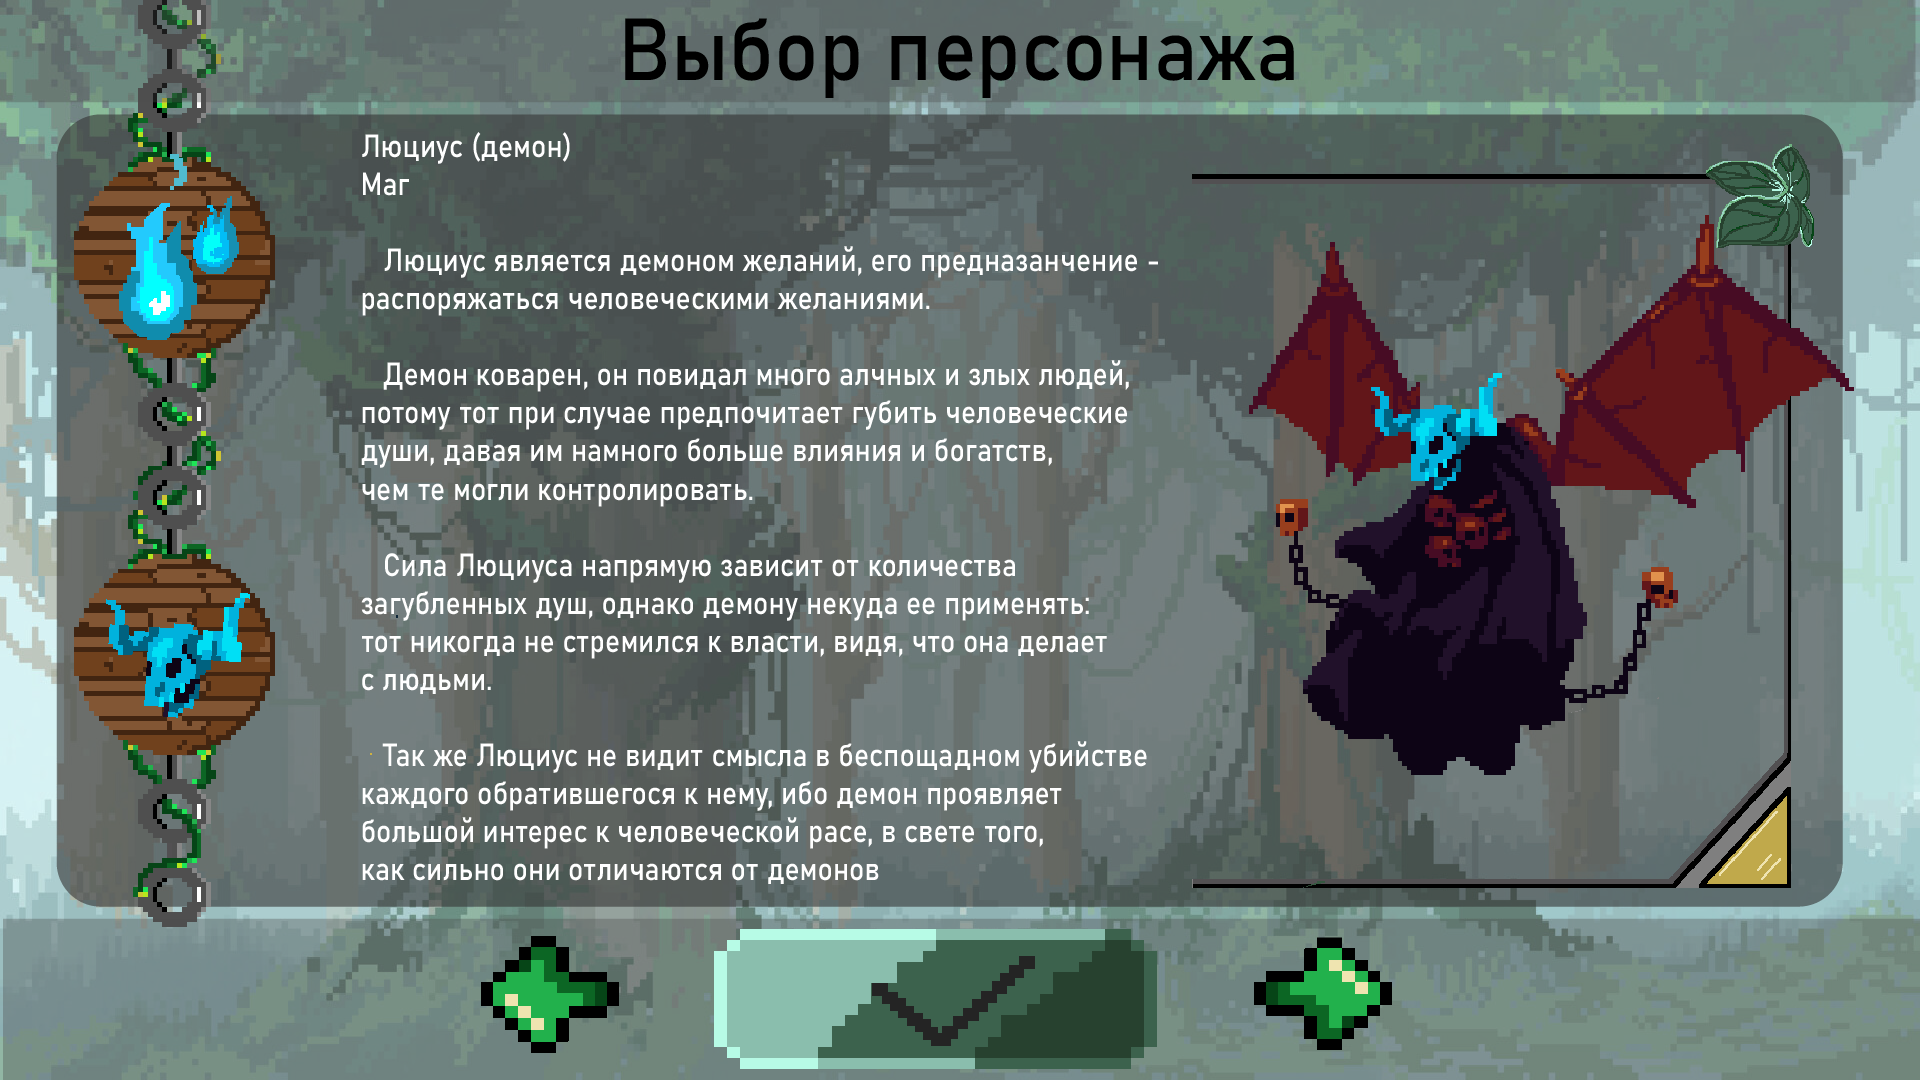 Выбор персонажа
Люциус (демон)
Маг
Люциус является демоном желаний, его предназанчение -
распоряжаться человеческими желаниями.
Демон коварен, он повидал много алчных и злых людей,
потому тот при случае предпочитает губить человеческие
души, давая им намного больше влияния и богатств,
чем те могли контролировать.
Сила Люциуса напрямую зависит от количества
загубленных душ, однако демону некуда ее применять:
тот никогда не стремился к власти, видя, что она делает
с людьми.
Так же Люциус не видит смысла в беспощадном убийстве
каждого обратившегося к нему, ибо демон проявляет
большой интерес к человеческой расе, в свете того,
как сильно они отличаются от демонов